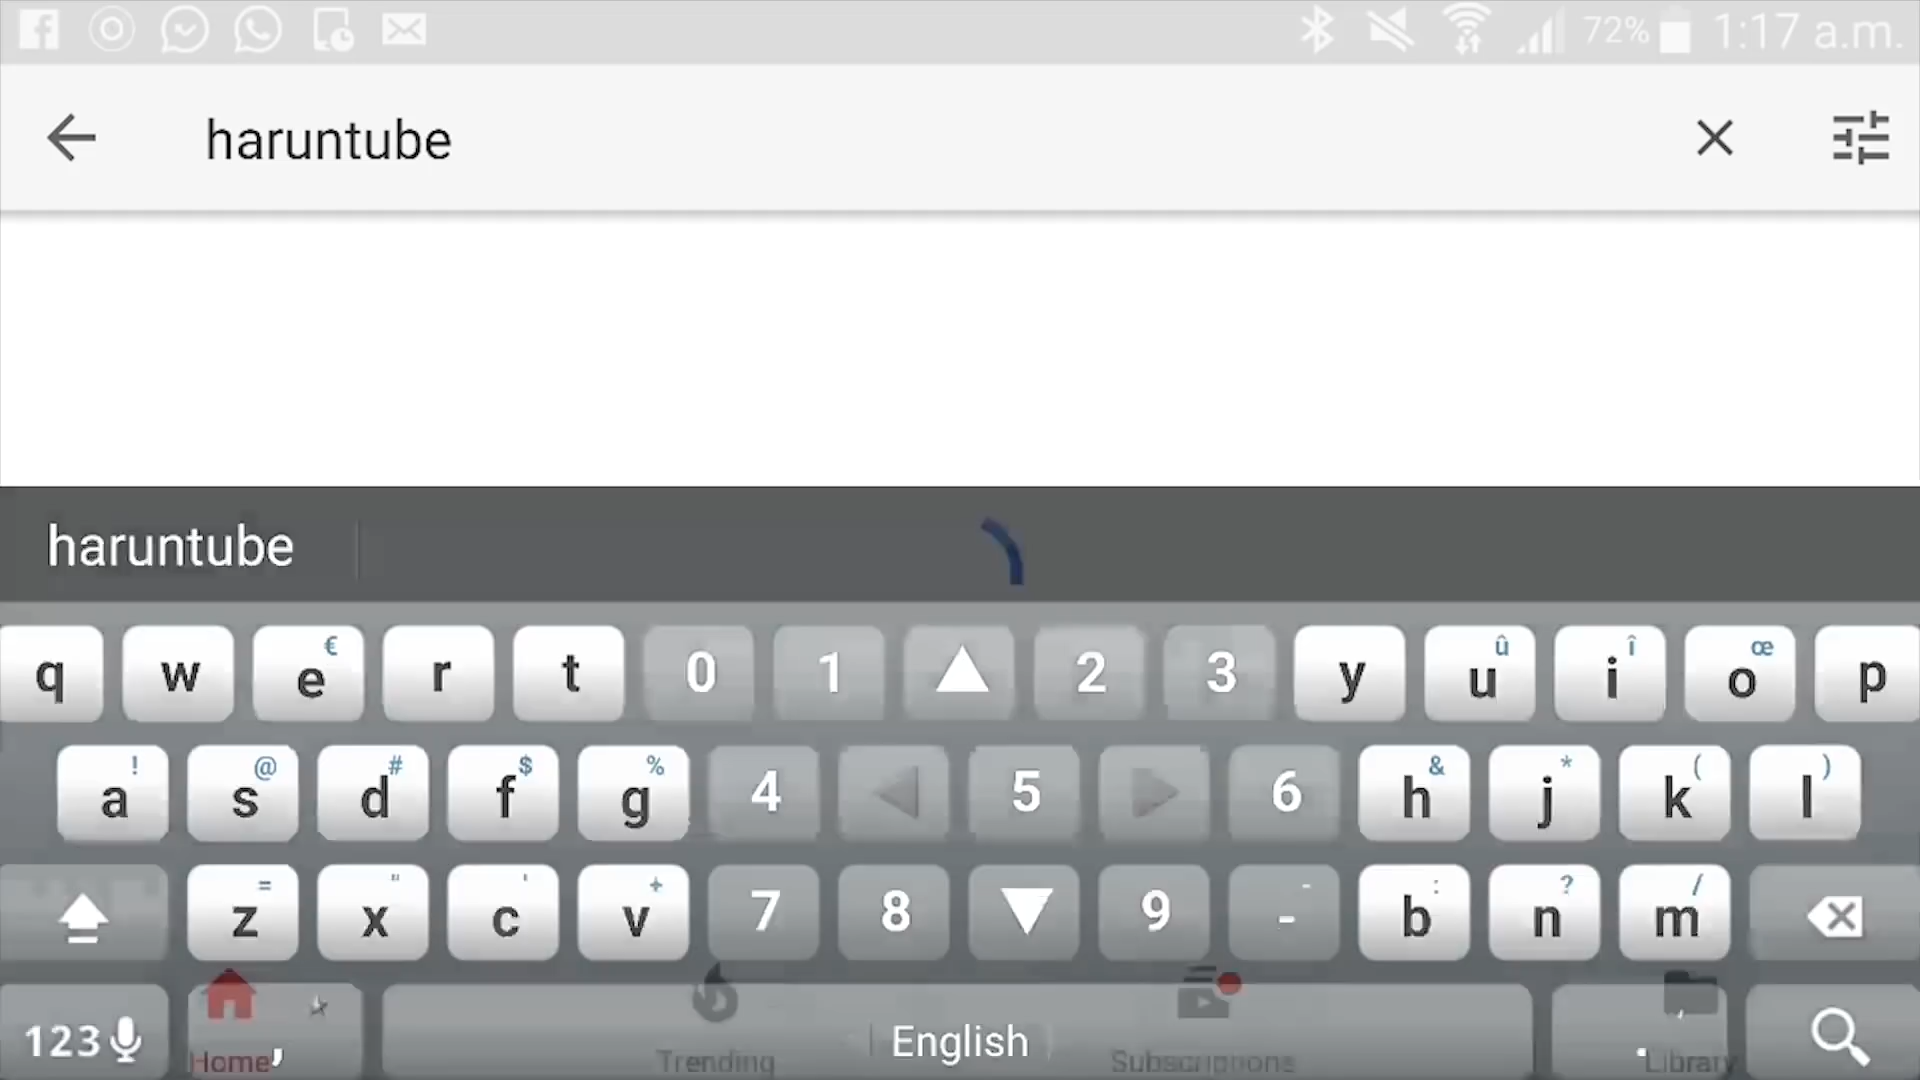 72% 1:17 a.m.
haruntube
haruntube
q w e € r t 0 1 2 3 y u û i î o œ p
a ! s @ d # f $ g % 4 5 6 h & j * k ( l )
z = x " c ' v + 7 8 9 - - b : n ? m /
123 , English .
Home Trending Subscriptions Library